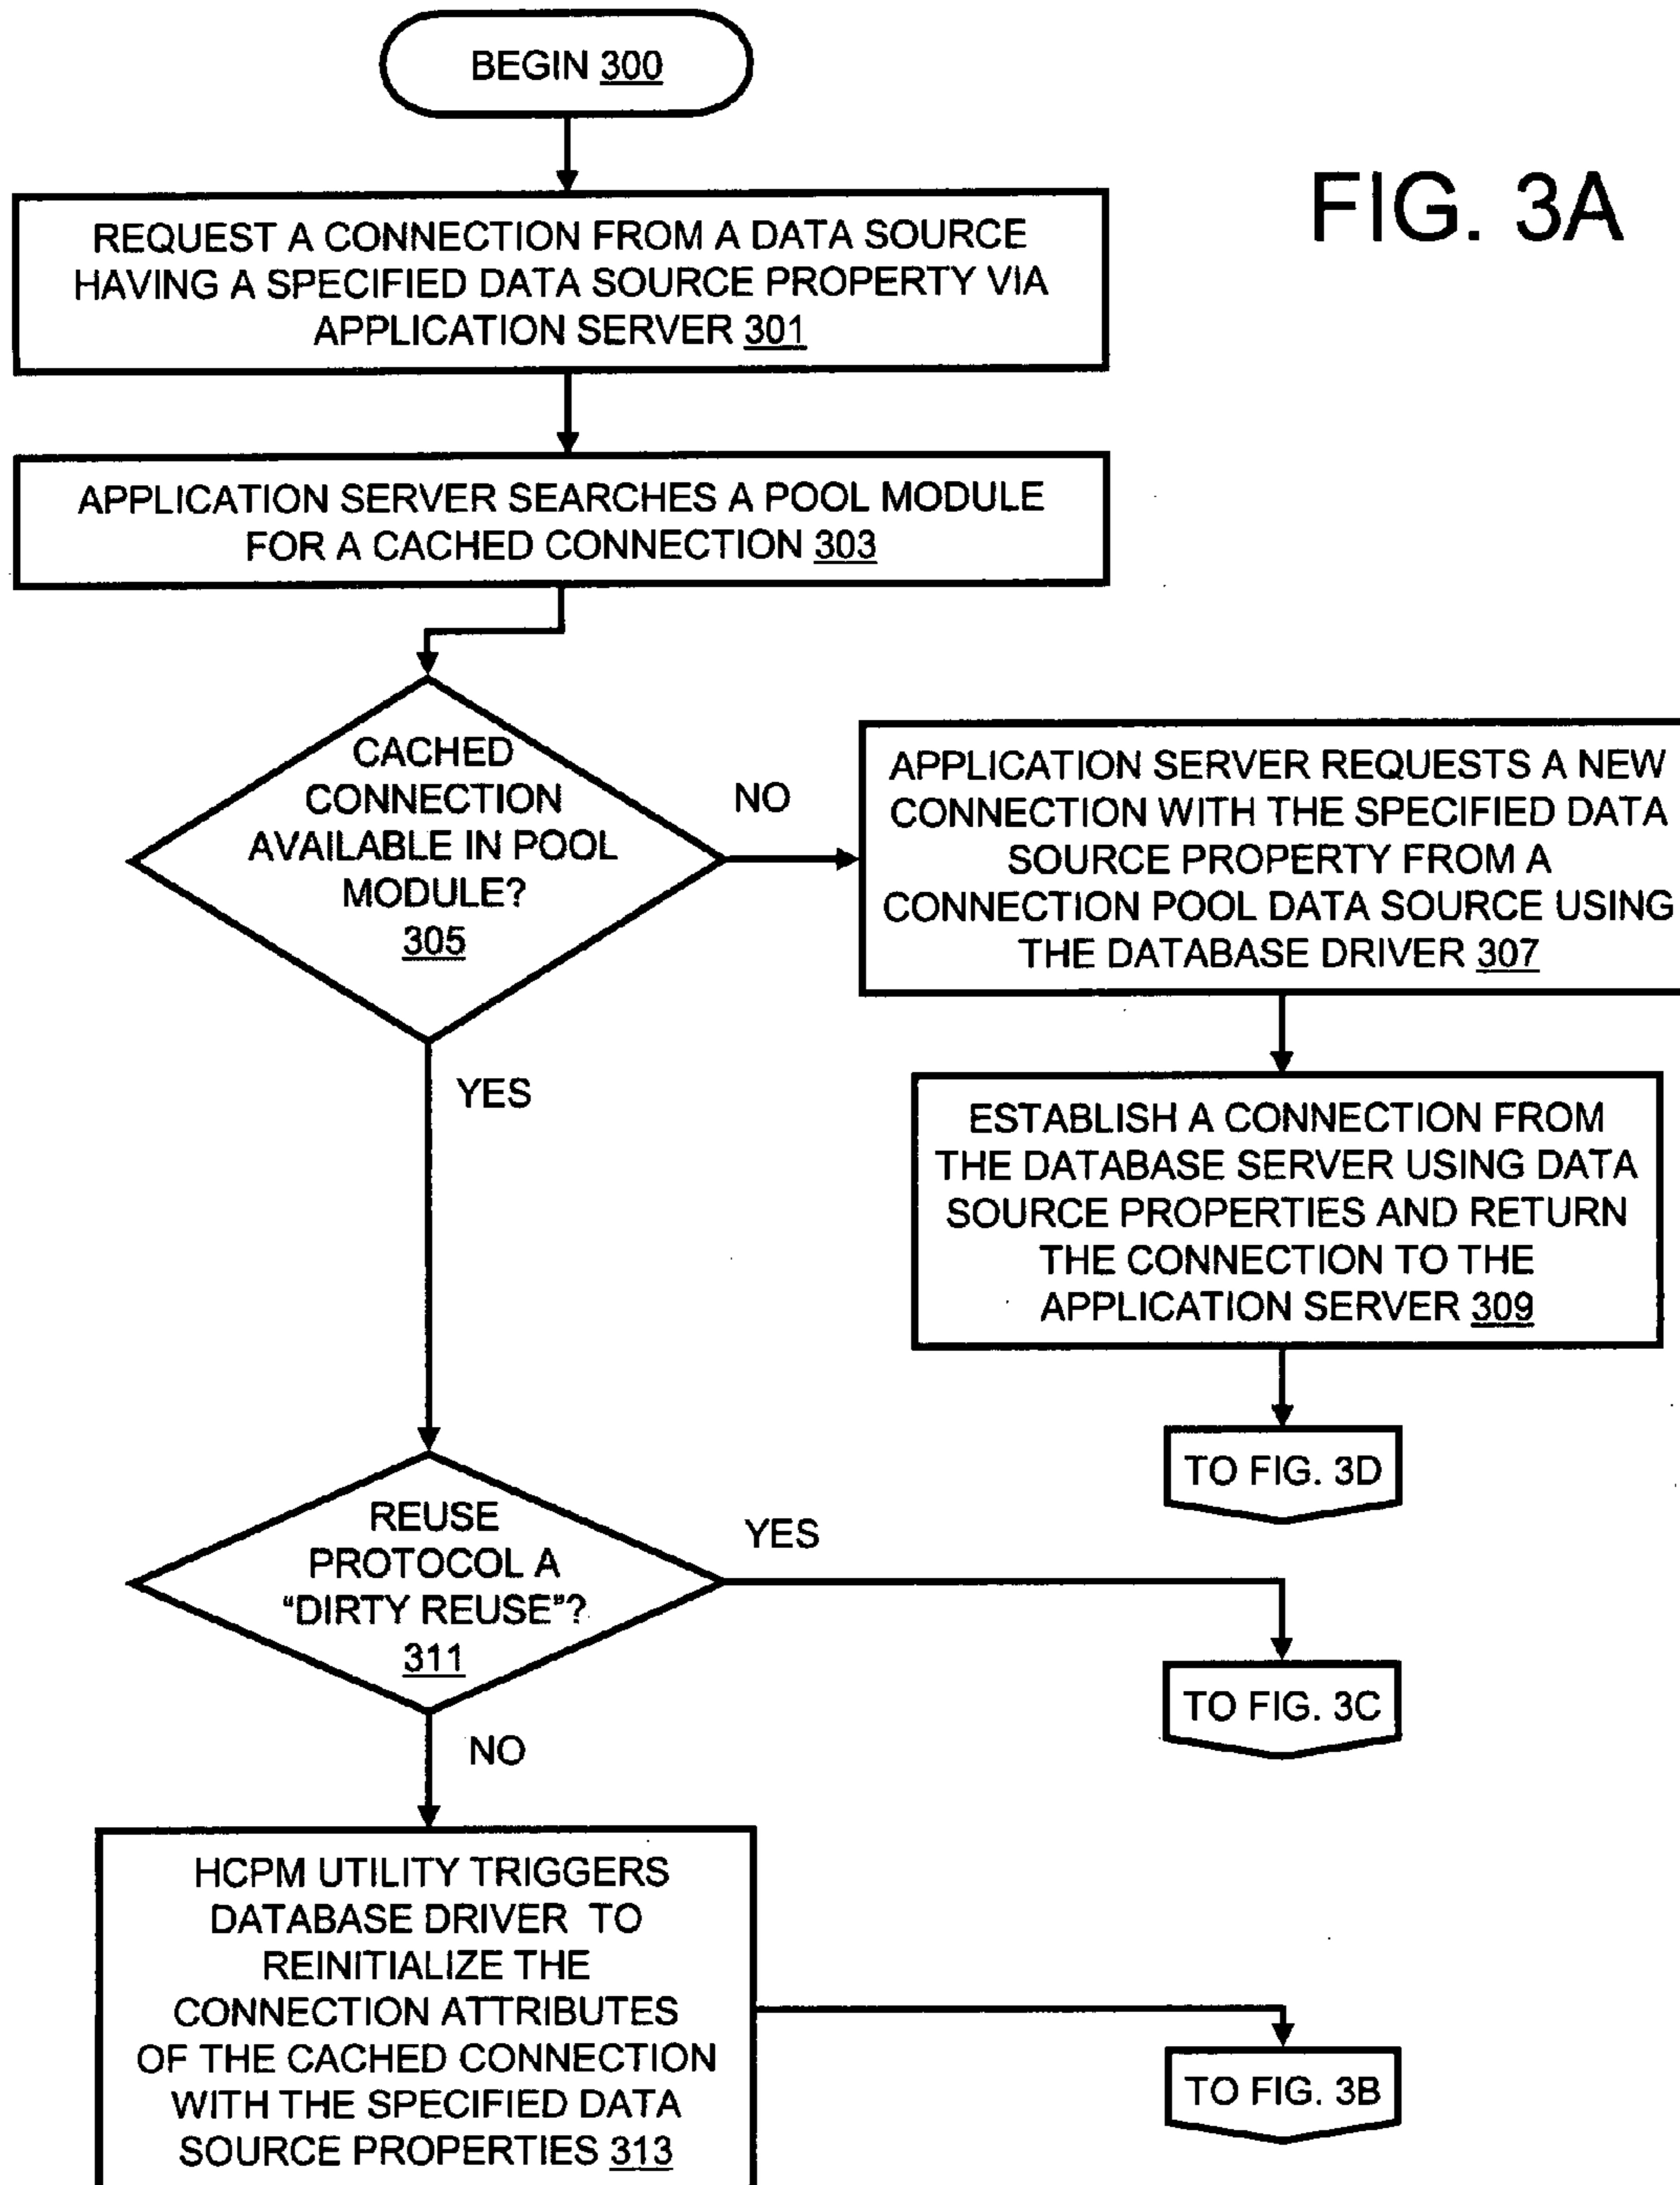 BEGIN 300
FIG. 3A
REQUEST A CONNECTION FROM A DATA SOURCE
HAVING A SPECIFIED DATA SOURCE PROPERTY VIA
APPLICATION SERVER 301
APPLICATION SERVER SEARCHES A POOL MODULE
FOR A CACHED CONNECTION 303
CACHED
CONNECTION
AVAILABLE IN POOL
MODULE?
305
NO
APPLICATION SERVER REQUESTS A NEW
CONNECTION WITH THE SPECIFIED DATA
SOURCE PROPERTY FROM A
CONNECTION POOL DATA SOURCE USING
THE DATABASE DRIVER 307
YES
ESTABLISH A CONNECTION FROM
THE DATABASE SERVER USING DATA
SOURCE PROPERTIES AND RETURN
THE CONNECTION TO THE
APPLICATION SERVER 309
TO FIG. 3D
REUSE
PROTOCOL A
“DIRTY REUSE”?
311
YES
TO FIG. 3C
NO
HCPM UTILITY TRIGGERS
DATABASE DRIVER TO
REINITIALIZE THE
CONNECTION ATTRIBUTES
OF THE CACHED CONNECTION
WITH THE SPECIFIED DATA
SOURCE PROPERTIES 313
TO FIG. 3B